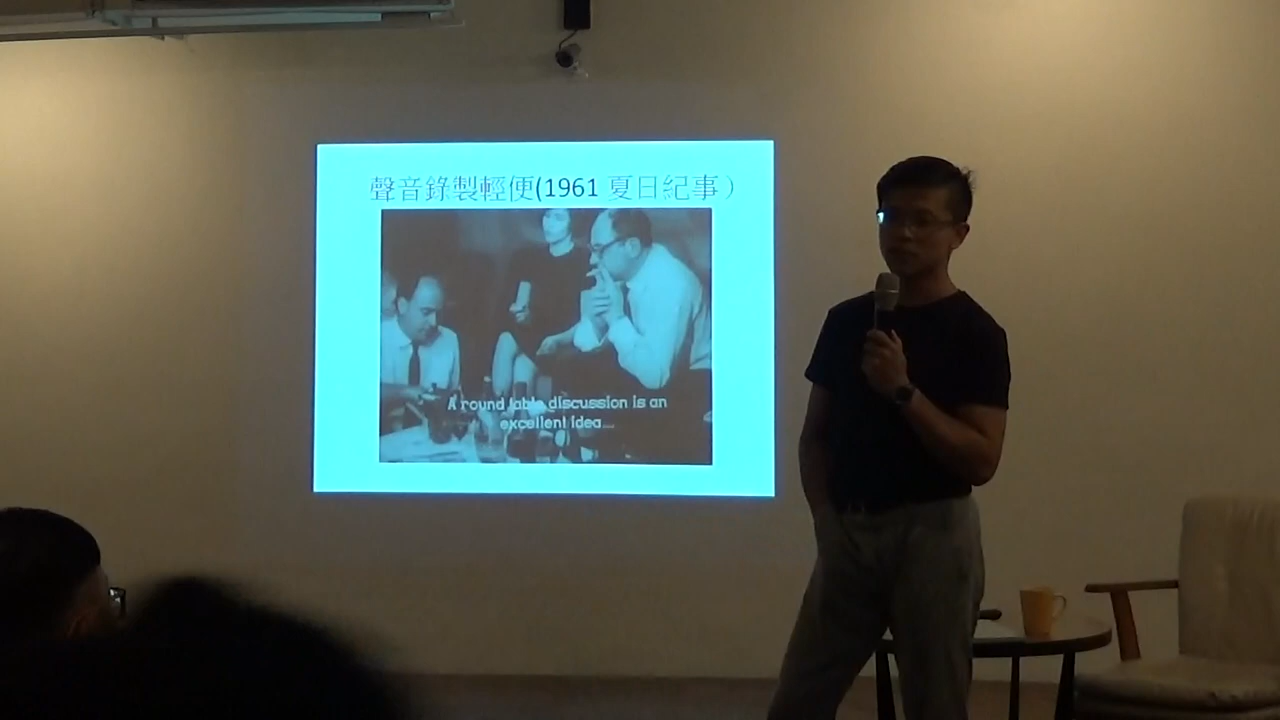 聲音錄製輕便(1961 夏日紀事）
A round table discussion is an
excellent idea...